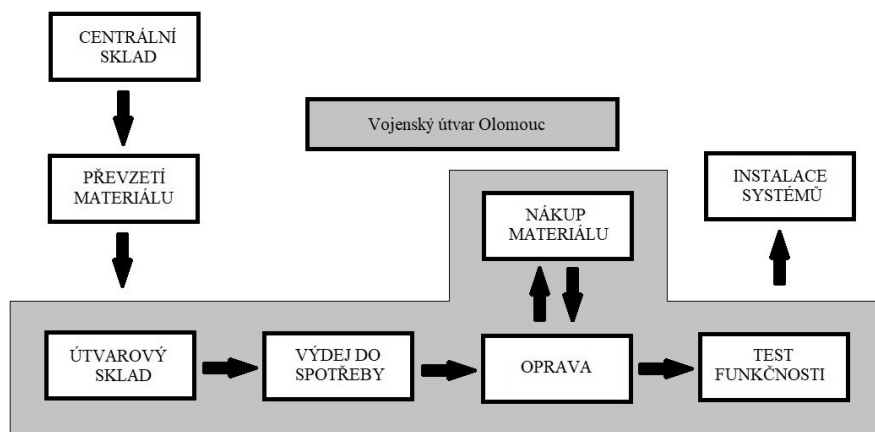 CENTRÁLNÍ
SKLAD
Vojenský útvar Olomouc
PŘEVZETÍ
MATERIÁLU
INSTALACE
SYSTÉMŮ
NÁKUP
MATERIÁLU
ÚTVAROVÝ
SKLAD
VÝDEJ DO
SPOTŘEBY
OPRAVA
TEST
FUNKČNOSTI